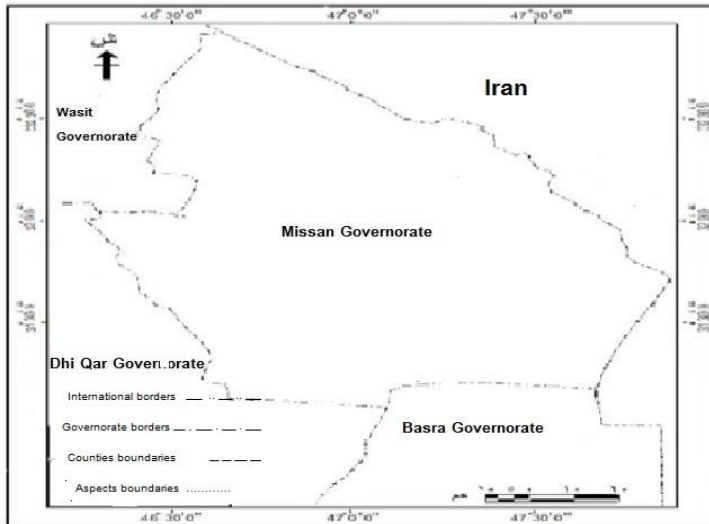 46°30'0"
47°0'0"
47°30'0"
Iran
Wasit
Governorate
Missan Governorate
Dhi Qar Governorate
International borders
Governorate borders
Basra Governorate
Counties boundaries
Aspects boundaries
46°30'0"
47°0'0"
47°30'0"